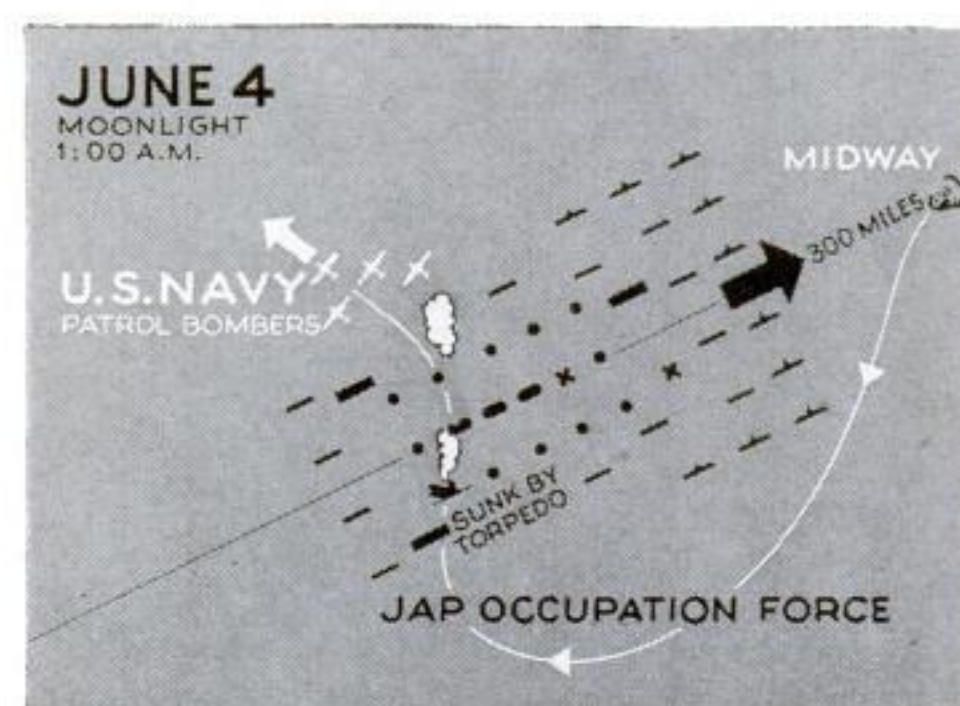 JUNE 4
MOONLIGHT
1:00 A.M.
MIDWAY
300 MILES
U.S. NAVY
PATROL BOMBERS
SUNK BY
TORPEDO
JAP OCCUPATION FORCE